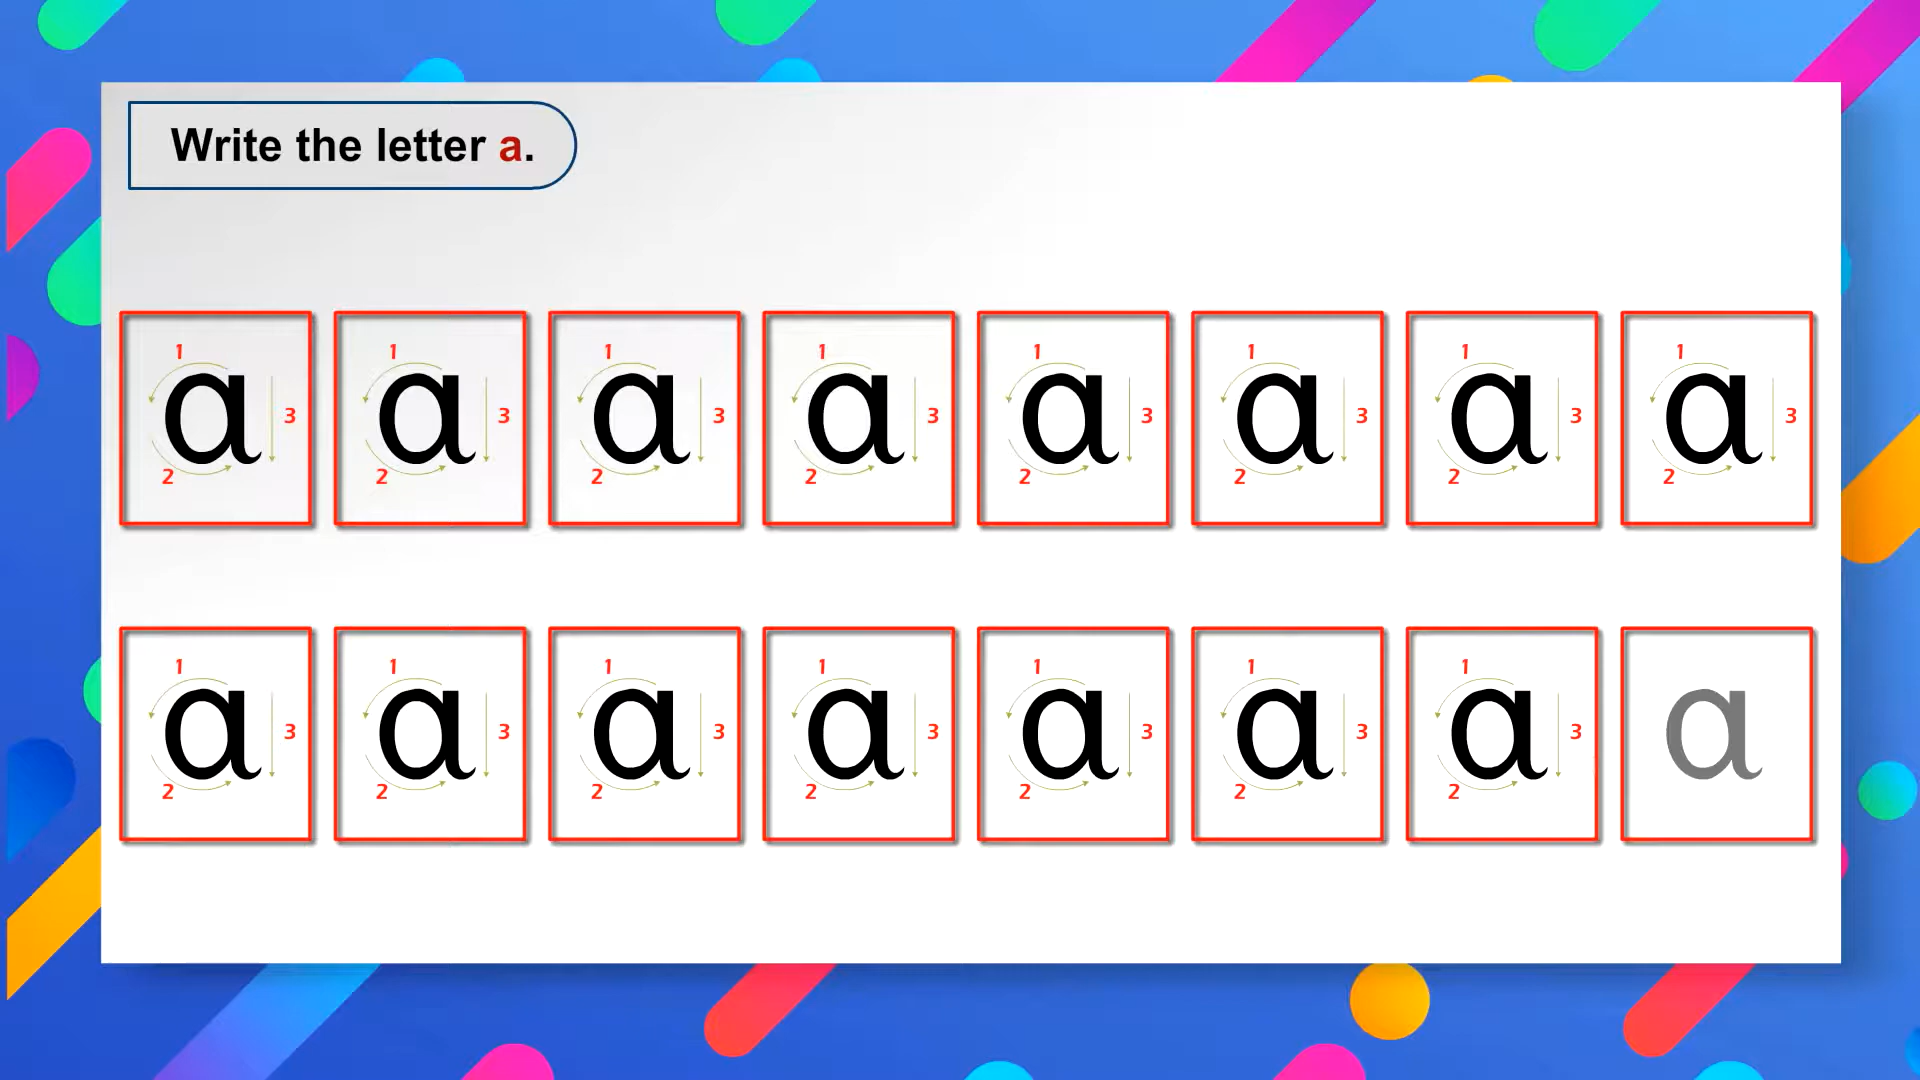 Write the letter a.
1 1 1 1 1 1 1 1
a 3 a 3 a 3 a 3 a 3 a 3 a 3 a 3
2 2 2 2 2 2 2 2
1 1 1 1 1 1 1
a 3 a 3 a 3 a 3 a 3 a 3 a 3 a
2 2 2 2 2 2 2